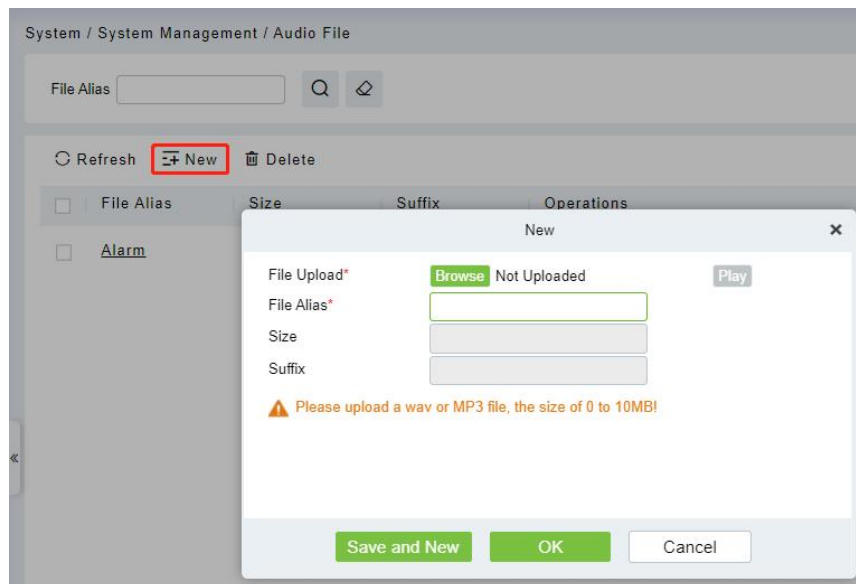 System / System Management / Audio File
File Alias
Refresh New Delete
File Alias Size Suffix Operations
Alarm
New ×
File Upload* Browse Not Uploaded Play
File Alias*
Size
Suffix
Please upload a wav or MP3 file, the size of 0 to 10MB!
«
Save and New OK Cancel